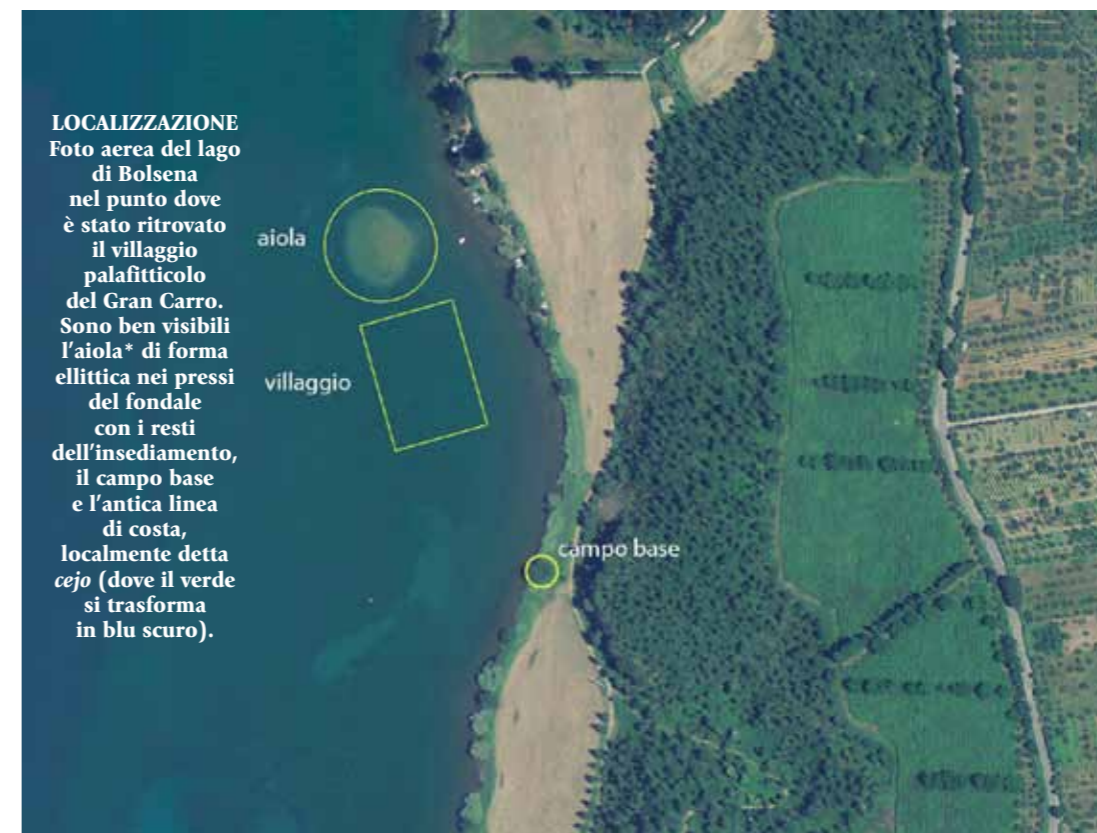 LOCALIZZAZIONE
Foto aerea del lago
di Bolsena
nel punto dove
è stato ritrovato
il villaggio
palafitticolo
del Gran Carro.
Sono ben visibili
l'aiola* di forma
ellittica nei pressi
del fondale
con i resti
dell'insediamento,
il campo base
e l'antica linea
di costa,
localmente detta
cejo (dove il verde
si trasforma
in blu scuro).
aiola
villaggio
campo base